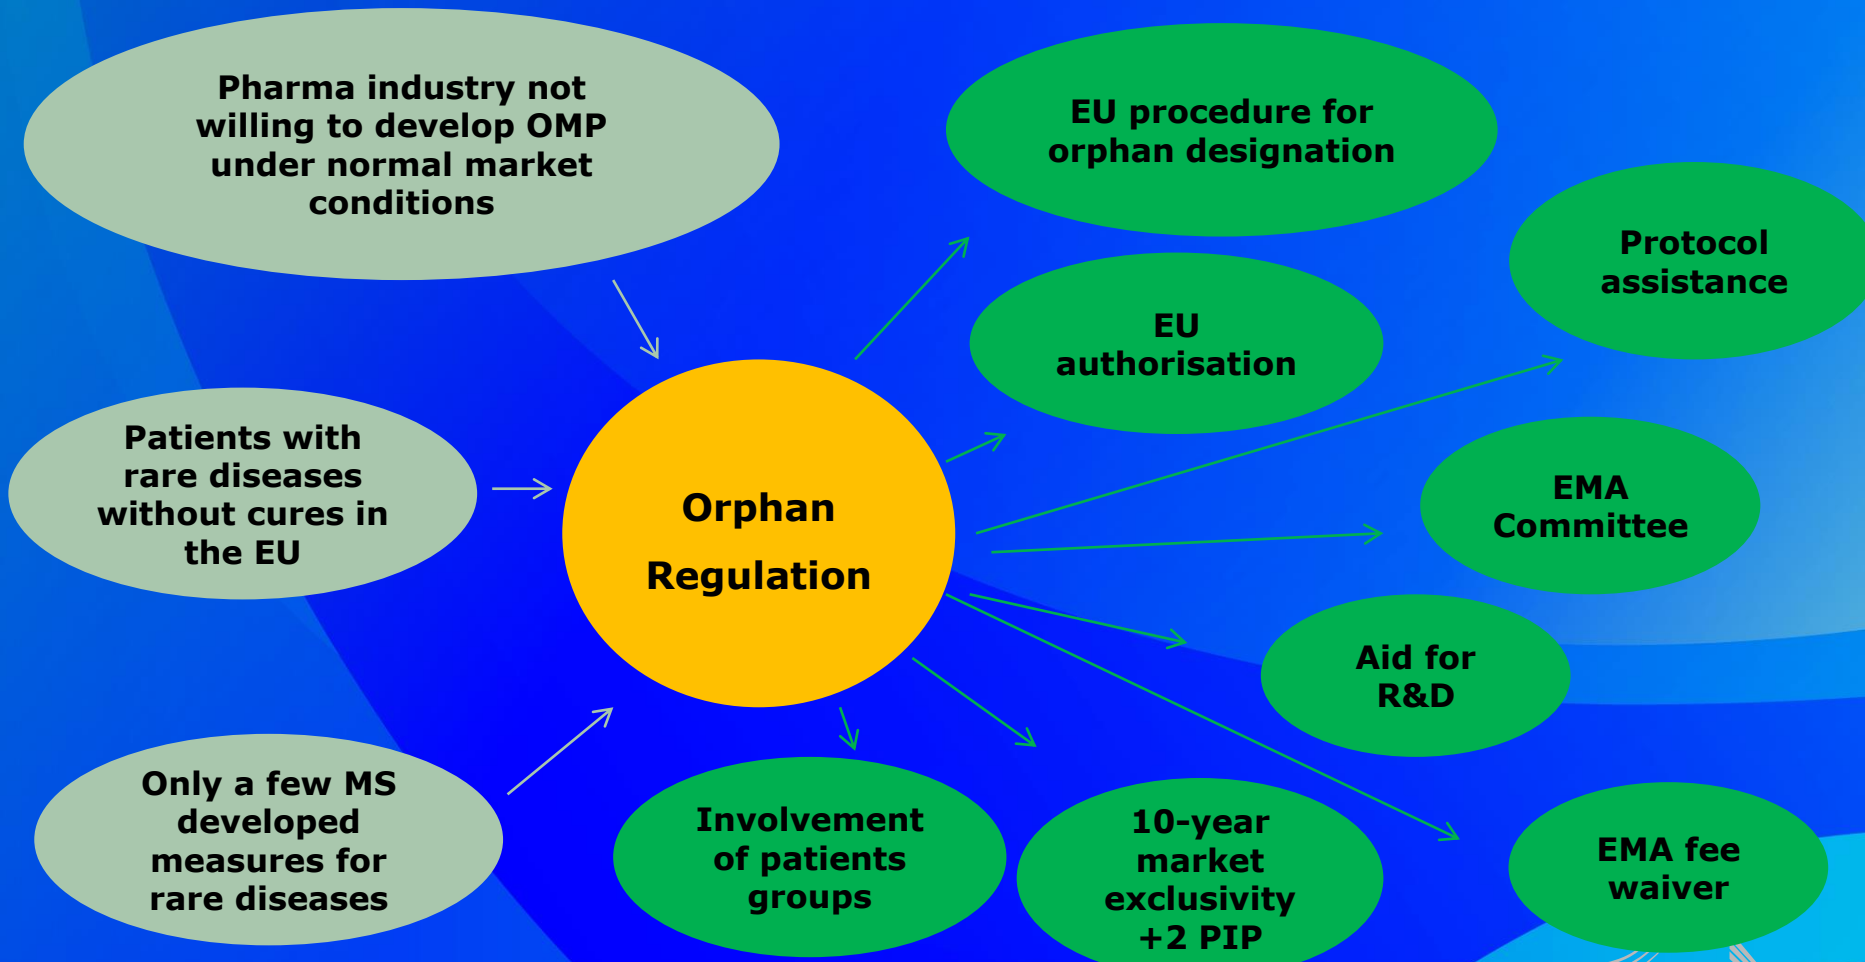 Pharma industry not
willing to develop OMP
under normal market
conditions
EU procedure for
orphan designation
Protocol
assistance
EU
authorisation
Patients with
rare diseases
without cures in
the EU
Orphan
Regulation
EMA
Committee
Aid for
R&D
Only a few MS
developed
measures for
rare diseases
Involvement
of patients
groups
10-year
market
exclusivity
+2 PIP
EMA fee
waiver